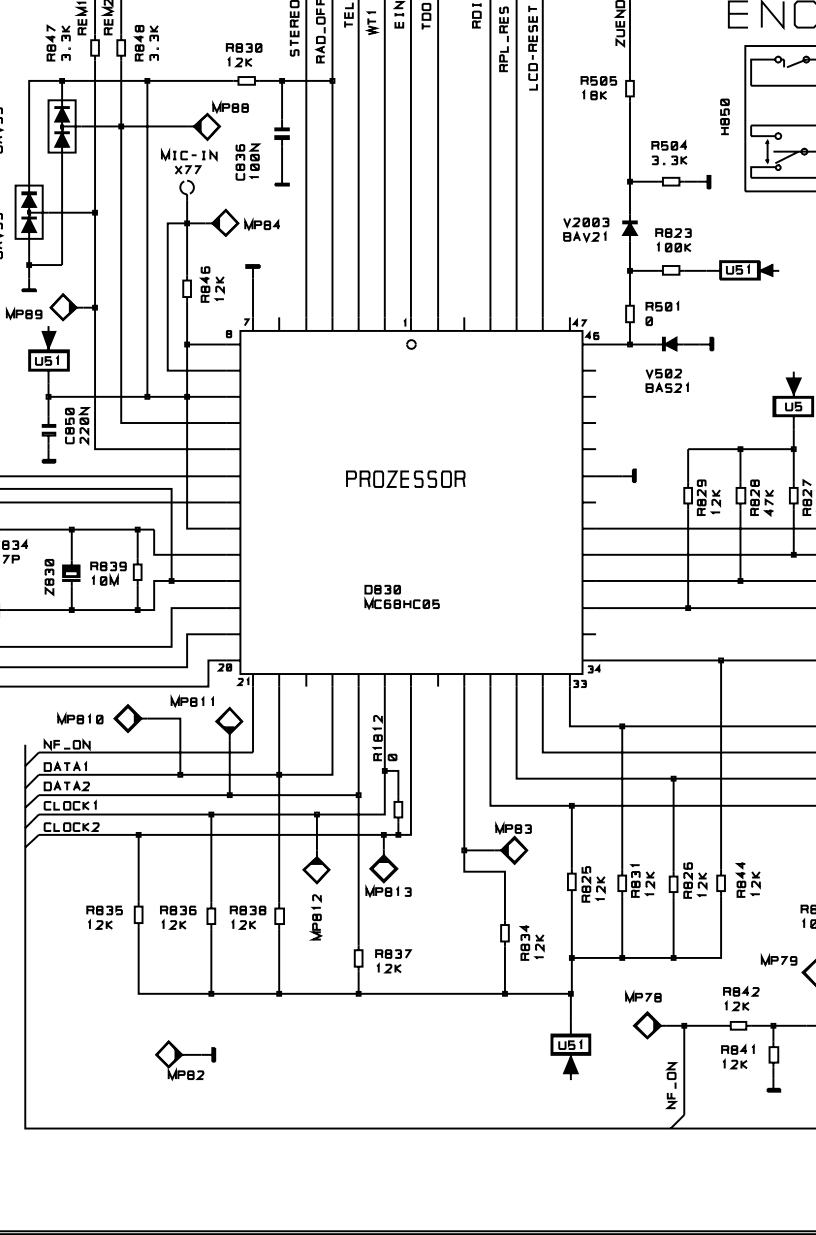 R847
3.3K
REM1
REM2
R848
3.3K
R830
12K
STEREO
RAD_OFF
TEL
WT1
EIN
TDO
RDI
RPL_RES
LCD-RESET
ZUEND
ENC
R505
18K
H850
MP88
MIC-IN
X77
C836
100N
R504
3.3K
MP84
V2003
BAV21
R823
100K
U51
R846
12K
MP89
R501
0
7
1
47
8
46
U51
V502
BAS21
C850
220N
U5
PROZESSOR
R829
12K
R828
47K
R827
834
7P
Z830
R839
10M
D830
MC68HC05
20
34
21
33
MP810
MP811
R1812
0
NF_ON
DATA1
DATA2
CLOCK1
CLOCK2
MP83
MP813
MP812
R835
12K
R836
12K
R838
12K
R837
12K
R834
12K
R825
12K
R831
12K
R826
12K
R844
12K
MP79
MP78
R842
12K
U51
R841
12K
MP82
NF_ON